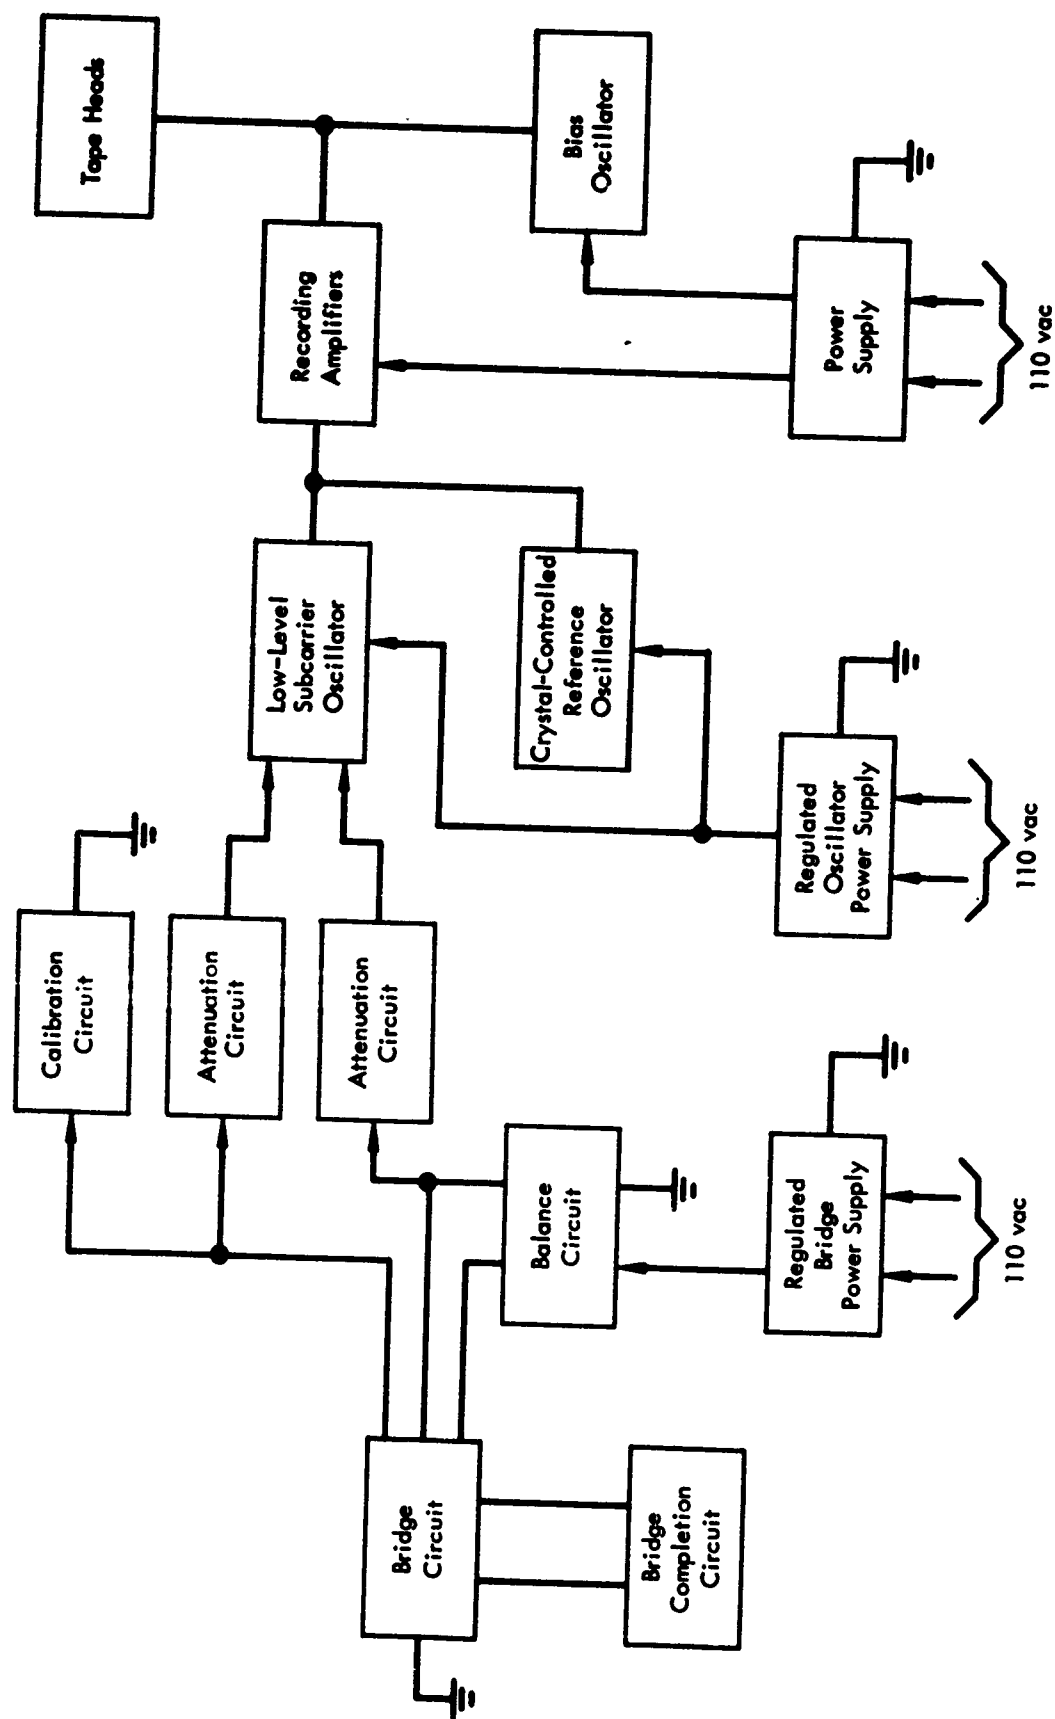 Tape Heads
Recording
Amplifiers
Bias
Oscillator
Power
Supply
110 vac
Low-Level
Subcarrier
Oscillator
Crystal-Controlled
Reference
Oscillator
Regulated
Oscillator
Power Supply
110 vac
Calibration
Circuit
Attenuation
Circuit
Attenuation
Circuit
Balance
Circuit
Regulated
Bridge
Power Supply
110 vac
Bridge
Circuit
Bridge
Completion
Circuit